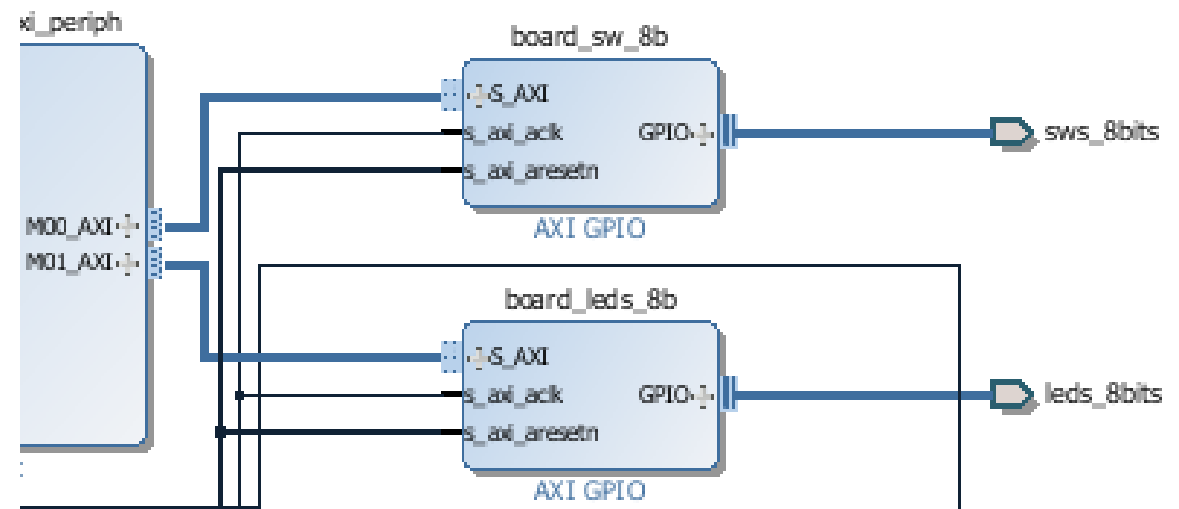 xi_periph
board_sw_8b
S_AXI
s_axi_aclk
GPIO
sws_8bits
s_axi_aresetn
AXI GPIO
M00_AXI
M01_AXI
board_leds_8b
S_AXI
s_axi_aclk
GPIO
leds_8bits
s_axi_aresetn
AXI GPIO